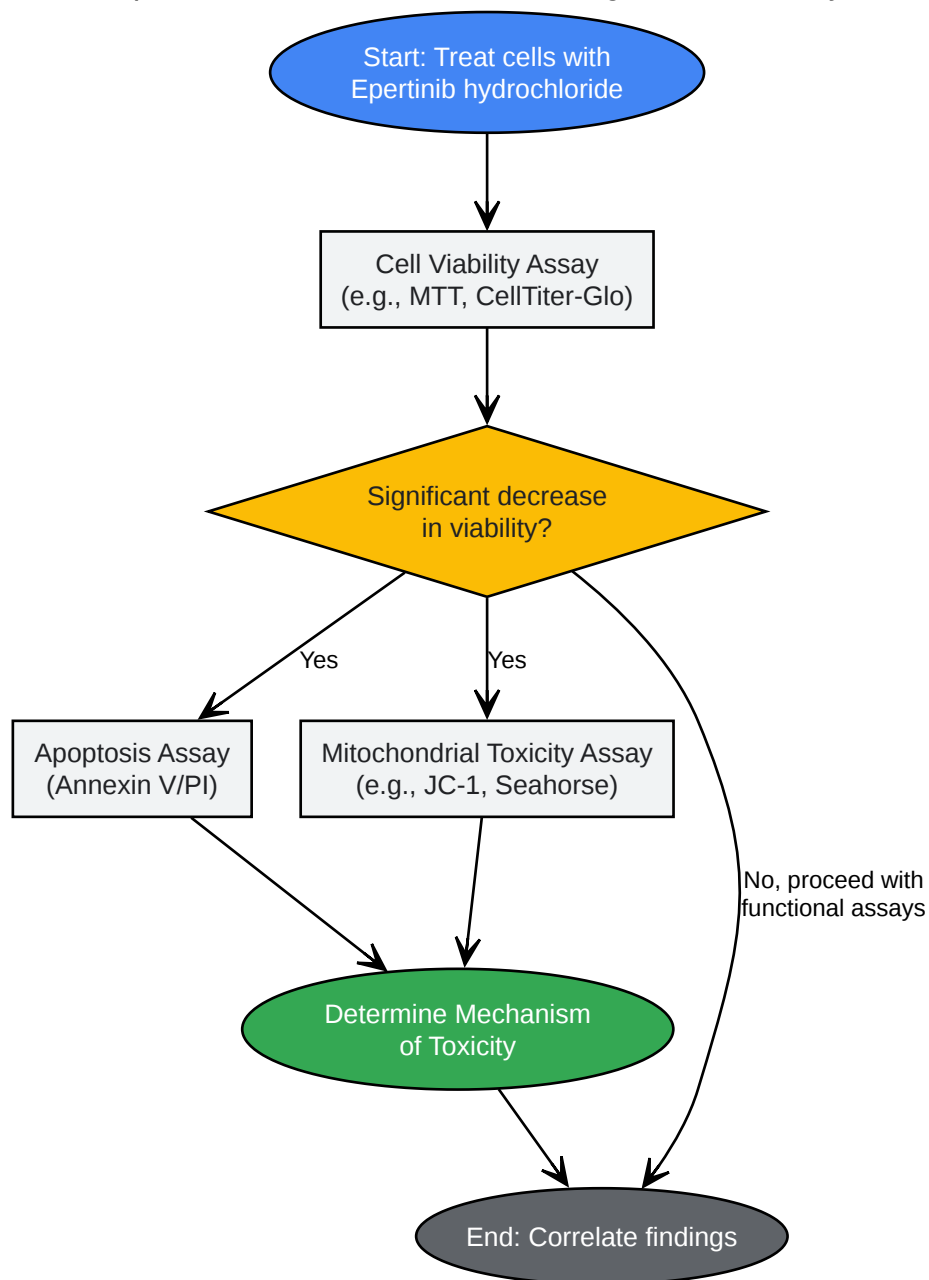 Start: Treat cells with
Epertinib hydrochloride
Cell Viability Assay
(e.g., MTT, CellTiter-Glo)
Significant decrease
in viability?
Yes
Yes
Apoptosis Assay
(Annexin V/PI)
Mitochondrial Toxicity Assay
(e.g., JC-1, Seahorse)
No, proceed with
functional assays
Determine Mechanism
of Toxicity
End: Correlate findings